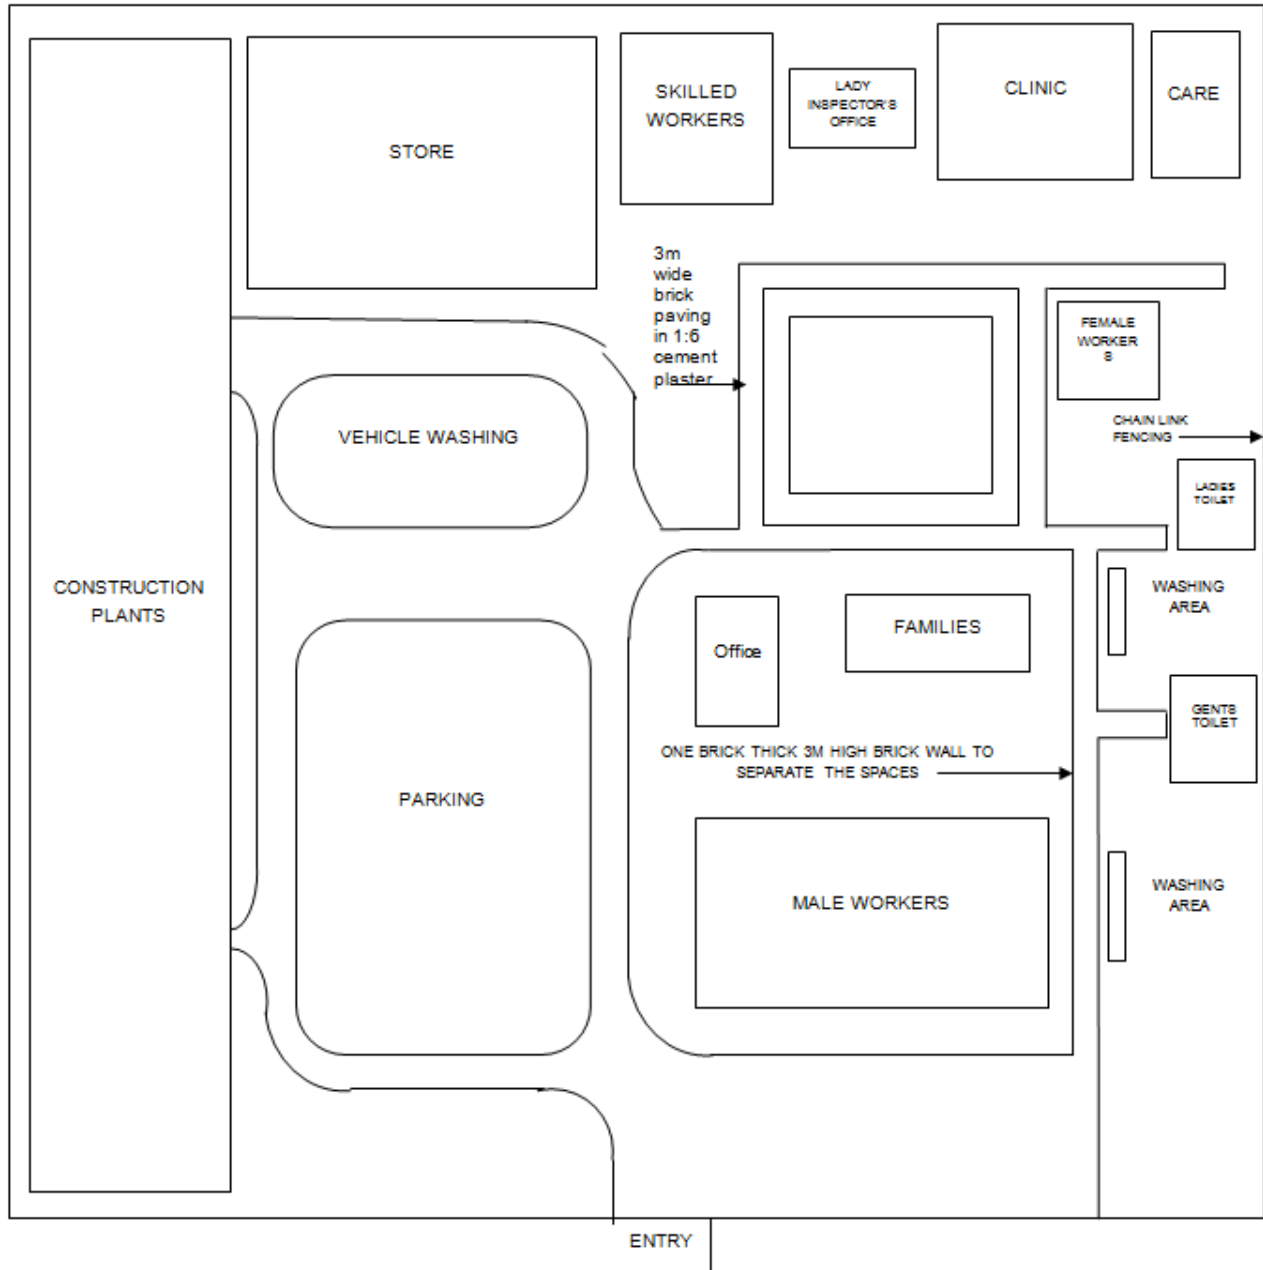 STORE
SKILLED
WORKERS
LADY
INSPECTOR'S
OFFICE
CLINIC
CARE
3m
wide
brick
paving
in 1:6
cement
plaster
FEMALE
WORKER
S
CHAIN LINK
FENCING
VEHICLE WASHING
LADIES
TOILET
CONSTRUCTION
PLANTS
WASHING
AREA
Office
FAMILIES
GENTS
TOILET
ONE BRICK THICK 3M HIGH BRICK WALL TO
SEPARATE THE SPACES
PARKING
MALE WORKERS
WASHING
AREA
ENTRY